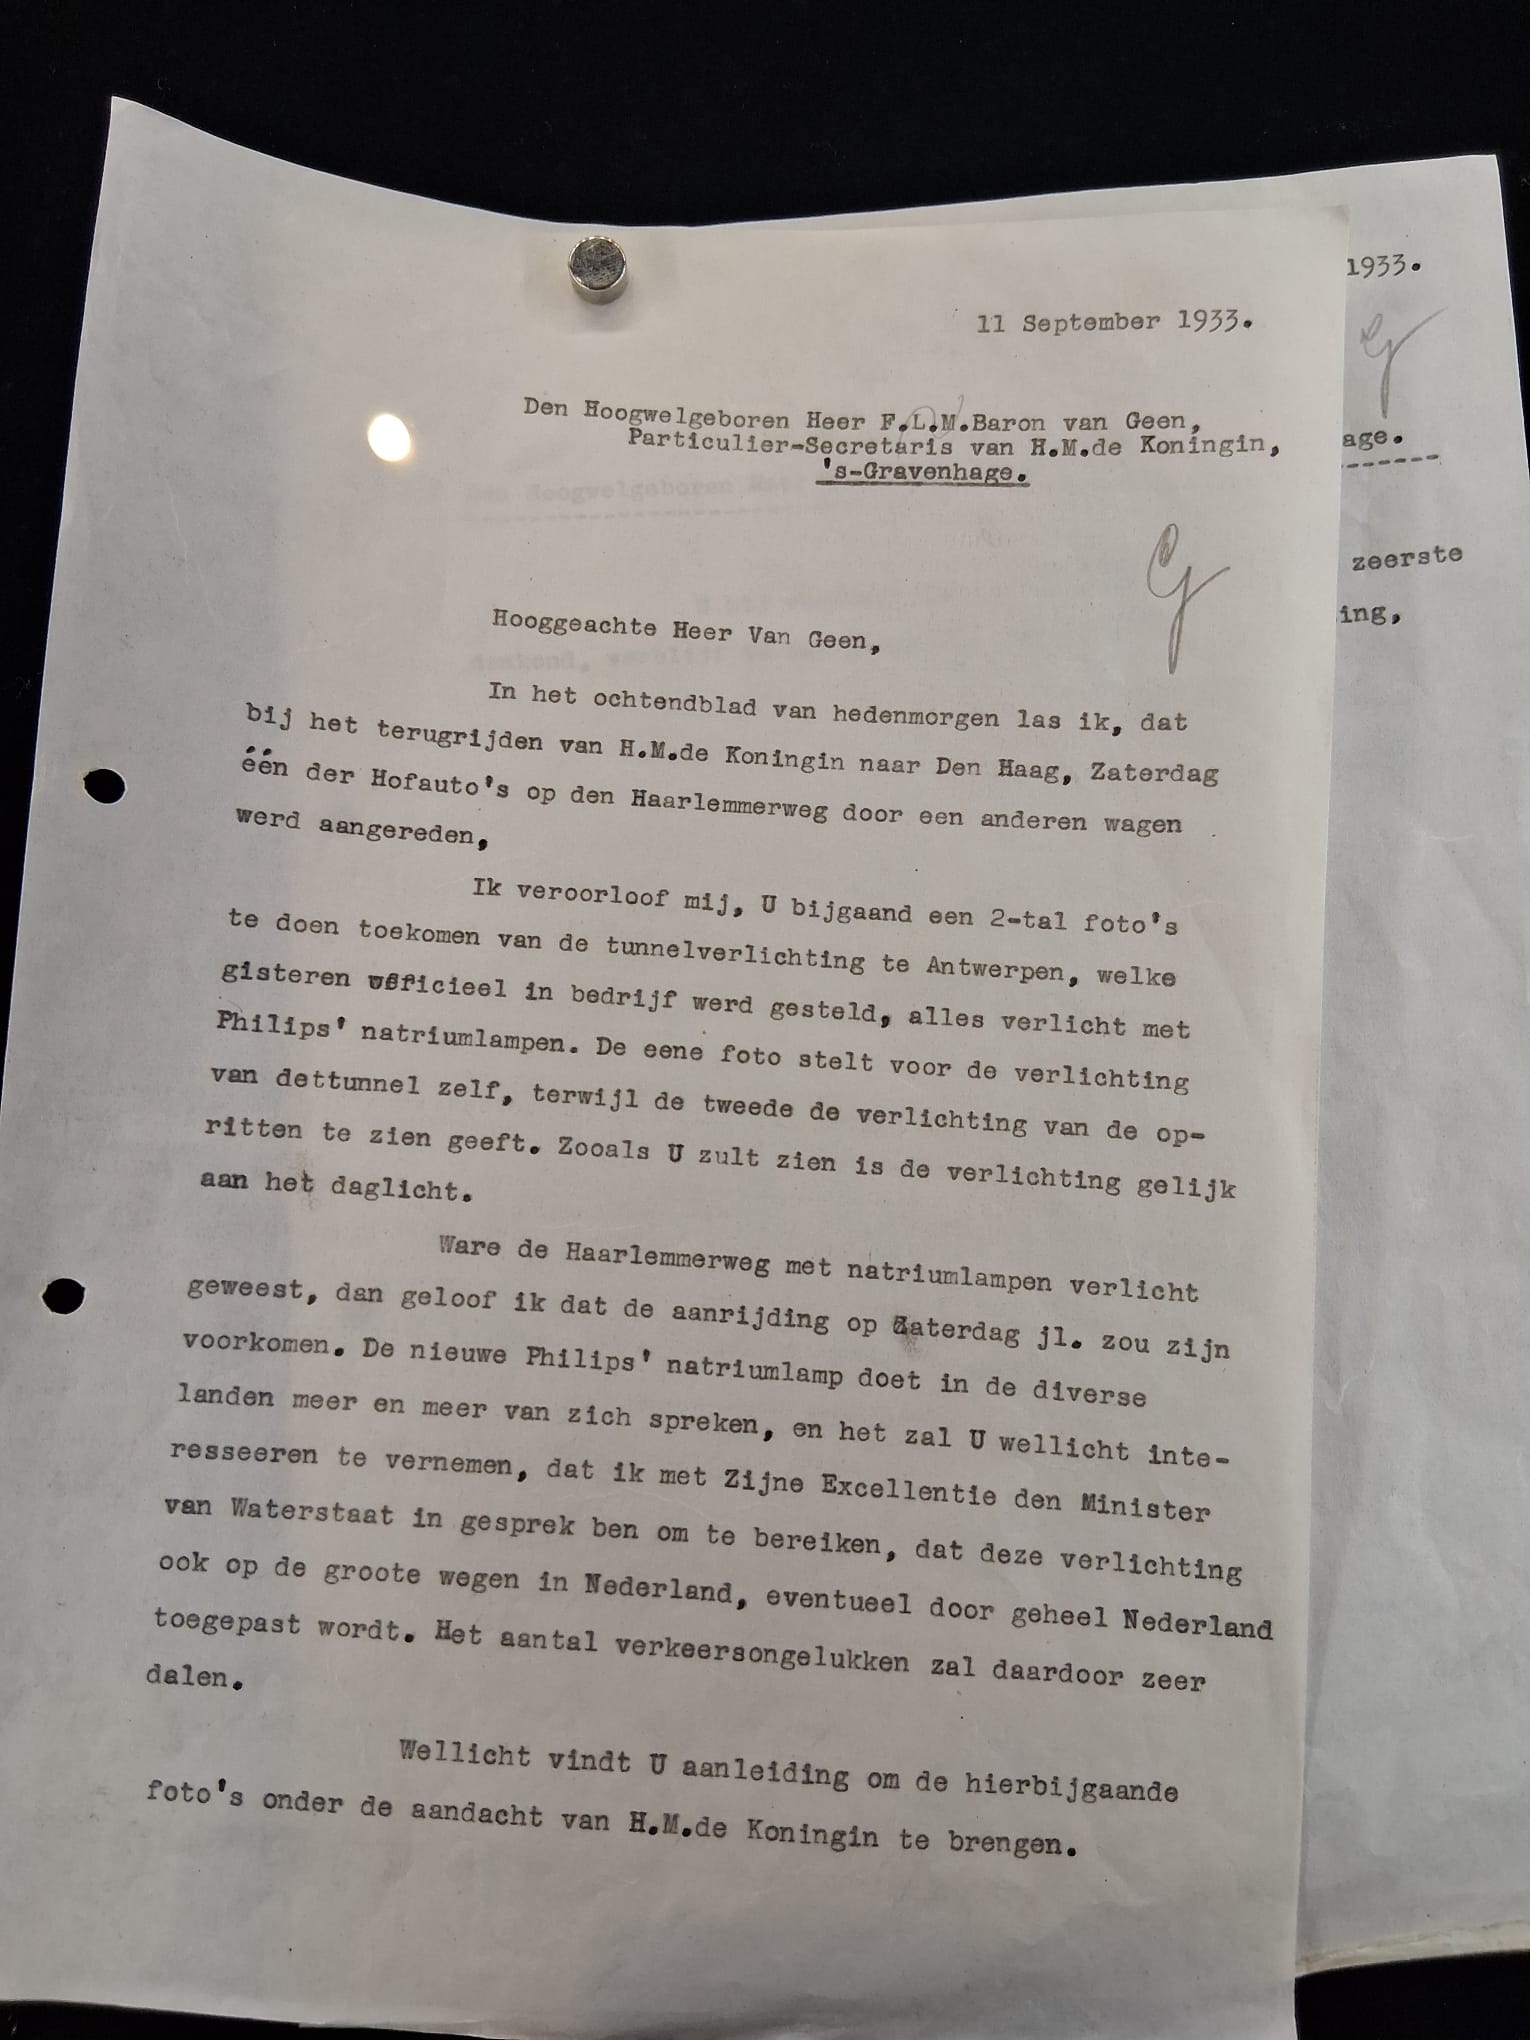 11 September 1933.
Den Hoogwelgeboren Heer F.L.M.Baron van Geen,
Particulier-Secretaris van H.M.de Koningin,
's-Gravenhage.
G
Hooggeachte Heer Van Geen,
In het ochtendblad van hedenmorgen las ik, dat
bij het terugrijden van H.M.de Koningin naar Den Haag, Zaterdag
één der Hofauto's op den Haarlemmerweg door een anderen wagen
werd aangereden,
Ik veroorloof mij, U bijgaand een 2-tal foto's
te doen toekomen van de tunnelverlichting te Antwerpen, welke
gisteren officieel in bedrijf werd gesteld, alles verlicht met
Philips' natriumlampen. De eene foto stelt voor de verlichting
van dettunnel zelf, terwijl de tweede de verlichting van de op-
ritten te zien geeft. Zooals U zult zien is de verlichting gelijk
aan het daglicht.
Ware de Haarlemmerweg met natriumlampen verlicht
geweest, dan geloof ik dat de aanrijding op Zaterdag jl. zou zijn
voorkomen. De nieuwe Philips' natriumlamp doet in de diverse
landen meer en meer van zich spreken, en het zal U wellicht inte-
resseeren te vernemen, dat ik met Zijne Excellentie den Minister
van Waterstaat in gesprek ben om te bereiken, dat deze verlichting
ook op de groote wegen in Nederland, eventueel door geheel Nederland
toegepast wordt. Het aantal verkeersongelukken zal daardoor zeer
dalen.
Wellicht vindt U aanleiding om de hierbijgaande
foto's onder de aandacht van H.M.de Koningin te brengen.
1933.
G
age.
zeerste
ing,